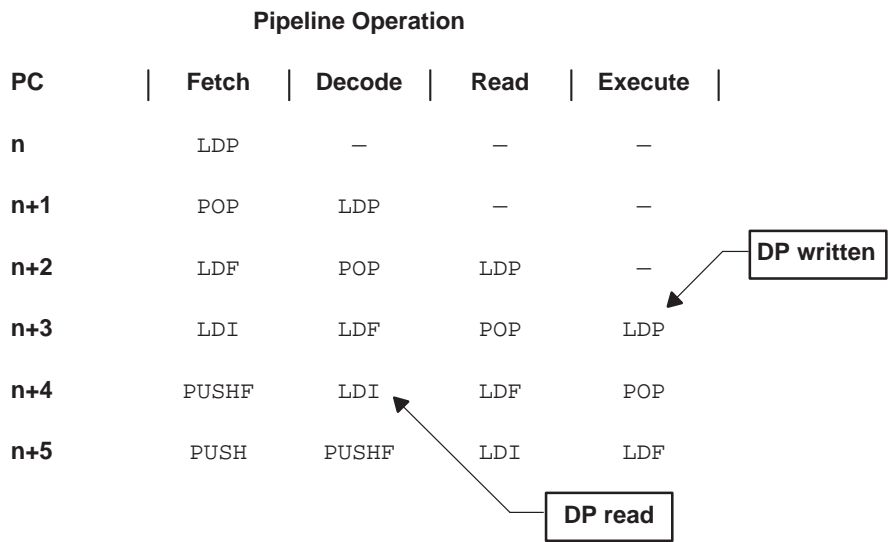 Pipeline Operation
PC | Fetch | Decode | Read | Execute |
n LDP – – –
n+1 POP LDP – –
DP written
n+2 LDF POP LDP –
n+3 LDI LDF POP LDP
n+4 PUSHF LDI LDF POP
n+5 PUSH PUSHF LDI LDF
DP read